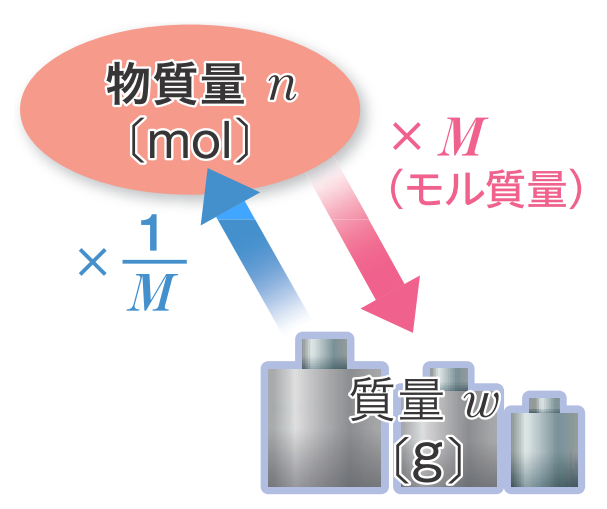 物質量 n
〔mol〕
× M
（モル質量）
× 1/M
質量 w
〔g〕